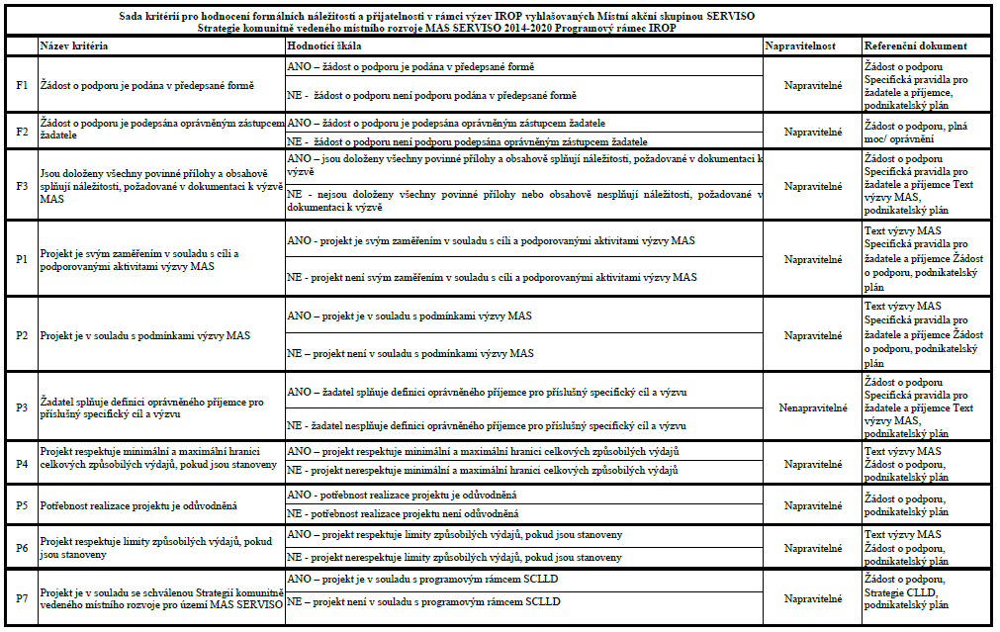 Sada kritérií pro hodnocení formálních náležitostí a přijatelnosti v rámci výzev IROP vyhlašovaných Místní akční skupinou SERVISO
Strategie komunitně vedeného místního rozvoje MAS SERVISO 2014-2020 Programový rámec IROP
Název kritéria
Hodnotící škála
Napravitelnost
Referenční dokument
F1
Žádost o podporu je podána v předepsané formě
ANO – žádost o podporu je podána v předepsané formě
NE - žádost o podporu není podporu podána v předepsané formě
Napravitelné
Žádost o podporu
Specifická pravidla pro
žadatele a příjemce,
podnikatelský plán
F2
Žádost o podporu je podepsána oprávněným zástupcem
žadatele
ANO – žádost o podporu je podepsána oprávněným zástupcem žadatele
NE - žádost o podporu není podporu podepsána oprávněným zástupcem žadatele
Napravitelné
Žádost o podporu, plná
moc/ oprávnění
F3
Jsou doloženy všechny povinné přílohy a obsahově
splňují náležitosti, požadované v dokumentaci k výzvě
MAS
ANO – jsou doloženy všechny povinné přílohy a obsahově splňují náležitosti, požadované v dokumentaci k
výzvě
NE - nejsou doloženy všechny povinné přílohy nebo obsahově nesplňují náležitosti, požadované v
dokumentaci k výzvě
Napravitelné
Žádost o podporu
Specifická pravidla pro
žadatele a příjemce Text
výzvy MAS,
podnikatelský plán
P1
Projekt je svým zaměřením v souladu s cíli a
podporovanými aktivitami výzvy MAS
ANO - projekt je svým zaměřením v souladu s cíli a podporovanými aktivitami výzvy MAS
NE - projekt není svým zaměřením v souladu s cíli a podporovanými aktivitami výzvy MAS
Napravitelné
Text výzvy MAS
Specifická pravidla pro
žadatele a příjemce Žádost
o podporu, podnikatelský
plán
P2
Projekt je v souladu s podmínkami výzvy MAS
ANO – projekt je v souladu s podmínkami výzvy MAS
NE – projekt není v souladu s podmínkami výzvy MAS
Napravitelné
Text výzvy MAS
Specifická pravidla pro
žadatele a příjemce Žádost
o podporu, podnikatelský
plán
P3
Žadatel splňuje definici oprávněného příjemce pro
příslušný specifický cíl a výzvu
ANO – žadatel splňuje definici oprávněného příjemce pro příslušný specifický cíl a výzvu
NE - žadatel nesplňuje definici oprávněného příjemce pro příslušný specifický cíl a výzvu
Nenapravitelné
Žádost o podporu
Specifická pravidla pro
žadatele a příjemce Text
výzvy MAS,
podnikatelský plán
P4
Projekt respektuje minimální a maximální hranici
celkových způsobilých výdajů, pokud jsou stanoveny
ANO – projekt respektuje minimální a maximální hranici celkových způsobilých výdajů
NE - projekt nerespektuje minimální a maximální hranici celkových způsobilých výdajů
Napravitelné
Text výzvy MAS
Žádost o podporu,
podnikatelský plán
P5
Potřebnost realizace projektu je odůvodněná
ANO - potřebnost realizace projektu je odůvodněná
NE - potřebnost realizace projektu není odůvodněná
Napravitelné
Žádost o podporu,
podnikatelský plán
P6
Projekt respektuje limity způsobilých výdajů, pokud
jsou stanoveny
ANO – projekt respektuje limity způsobilých výdajů, pokud jsou stanoveny
NE - projekt nerespektuje limity způsobilých výdajů, pokud jsou stanoveny
Napravitelné
Text výzvy MAS
Žádost o podporu,
podnikatelský plán
P7
Projekt je v souladu se schválenou Strategií komunitně
vedeného místního rozvoje pro území MAS SERVISO
ANO – projekt je v souladu s programovým rámcem SCLLD
NE – projekt není v souladu s programovým rámcem SCLLD
Napravitelné
Žádost o podporu,
Strategie CLLD,
podnikatelský plán